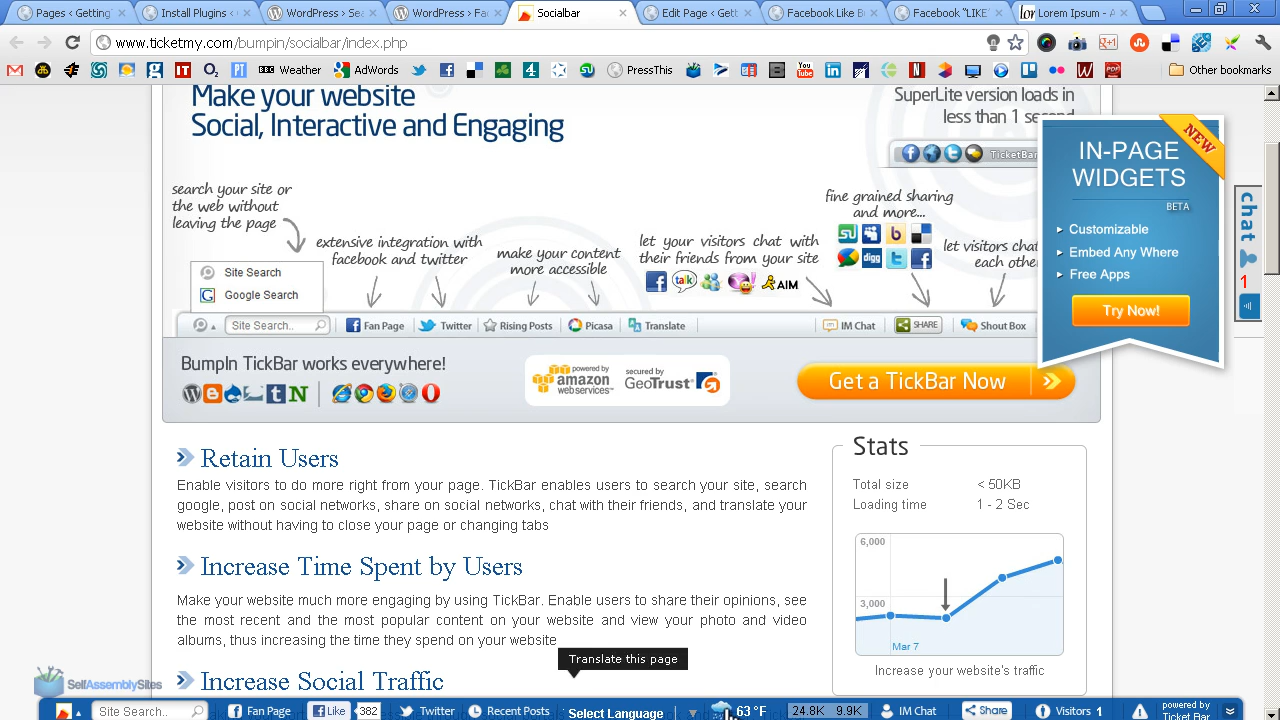 Pages < Getting
Install Plugins <
WordPress > Sea
WordPress > Fac
Socialbar
Edit Page < Gett
Facebook Like B
Facebook "LIKE"
Lorem Ipsum - A
www.ticketmy.com/bumpin/socialbar/index.php
BBC Weather
AdWords
PressThis
Other bookmarks
Make your website
Social, Interactive and Engaging
SuperLite version loads in
less than 1 second
TicketBar
NEW
IN-PAGE
WIDGETS
BETA
Customizable
Embed Any Where
Free Apps
Try Now!
chat
1
search your site or
the web without
leaving the page
extensive integration with
facebook and twitter
make your content
more accessible
let your visitors chat with
their friends from your site
talk
AIM
fine grained sharing
and more...
digg
let visitors chat
each other
Site Search
Google Search
Site Search..
Fan Page
Twitter
Rising Posts
Picasa
Translate
IM Chat
SHARE
Shout Box
BumpIn TickBar works everywhere!
powered by
amazon
webservices™
secured by
GeoTrust
Get a TickBar Now
Retain Users
Enable visitors to do more right from your page. TickBar enables users to search your site, search
google, post on social networks, share on social networks, chat with their friends, and translate your
website without having to close your page or changing tabs
Increase Time Spent by Users
Make your website much more engaging by using TickBar. Enable users to share their opinions, see
the most recent and the most popular content on your website and view your photo and video
albums, thus increasing the time they spend on your website
Increase Social Traffic
Stats
Total size < 50KB
Loading time 1 - 2 Sec
6,000
3,000
Mar 7
Increase your website's traffic
Translate this page
SelfAssemblySites
Site Search..
Fan Page
Like
382
Twitter
Recent Posts
Select Language
63 °F
24.8K 9.9K
IM Chat
Share
Visitors 1
powered by
Ticket Bar